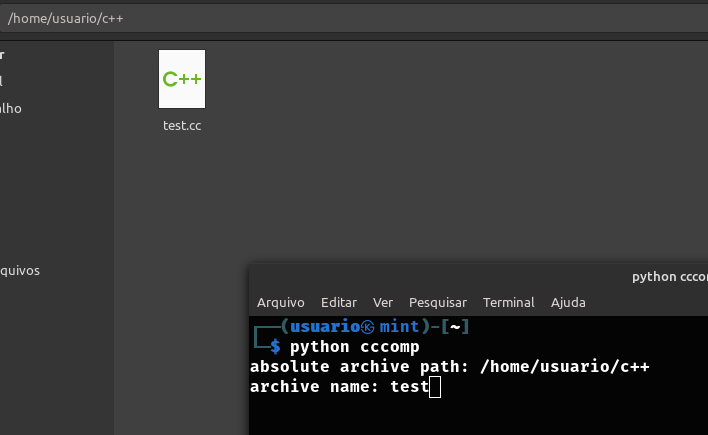 /home/usuario/c++
r
l
alho
C++
test.cc
quivos
python ccco
Arquivo Editar Ver Pesquisar Terminal Ajuda
┌──(usuario㉿mint)-[~]
└─$ python cccomp
absolute archive path: /home/usuario/c++
archive name: test